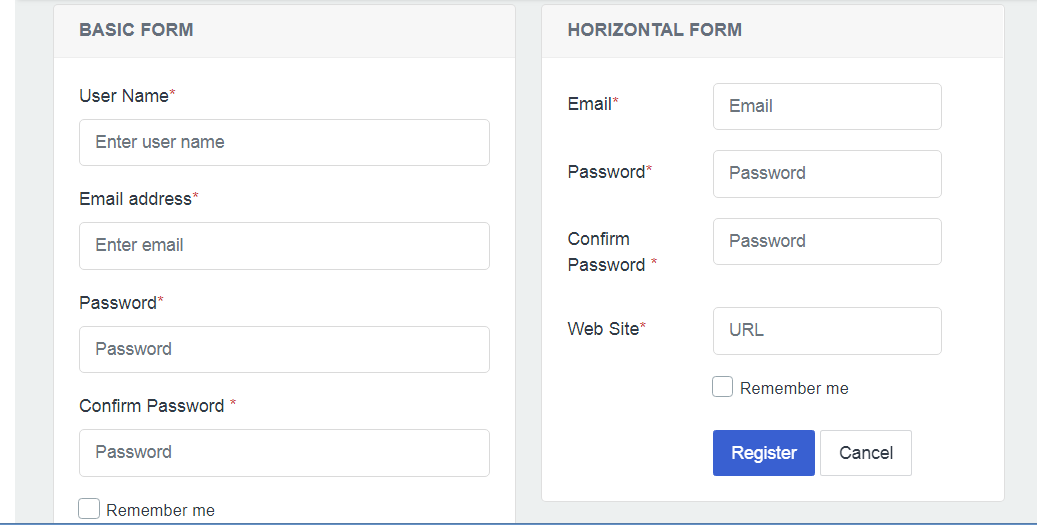 BASIC FORM
User Name*
Enter user name
Email address*
Enter email
Password*
Password
Confirm Password *
Password
Remember me
HORIZONTAL FORM
Email*
Email
Password*
Password
Confirm
Password *
Password
Web Site*
URL
Remember me
Register
Cancel